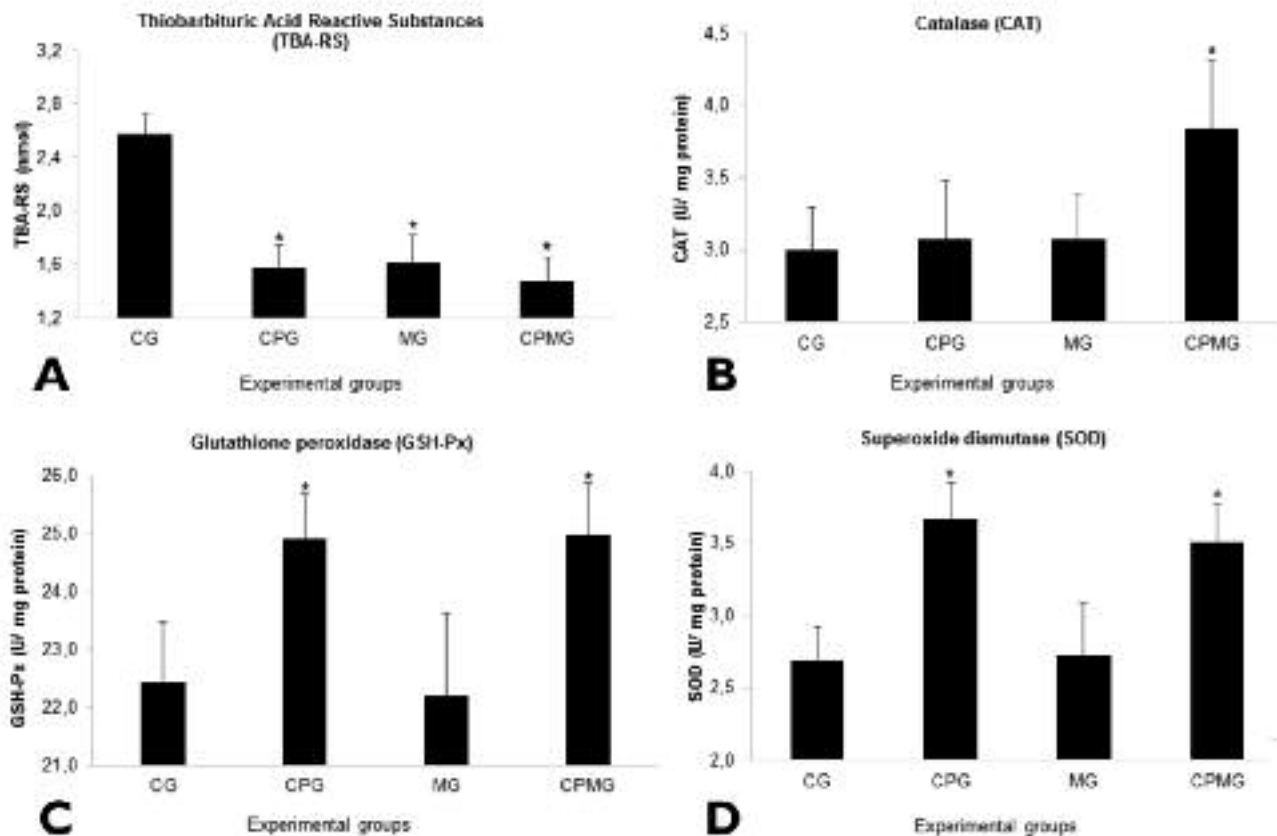 Thiobarbituric Acid Reactive Substances
(TBA-RS)
3,2
2,8
2,4
2,0
1,6
1,2
TBA-RS (nmol)
*
*
*
CG CPG MG CPMG
A
Experimental groups
Catalase (CAT)
4,5
4,0
3,5
3,0
2,5
CAT (U/ mg protein)
*
CG CPG MG CPMG
B
Experimental groups
Glutathione peroxidase (GSH-Px)
26,0
25,0
24,0
23,0
22,0
21,0
GSH-Px (U/ mg protein)
*
*
CG CPG MG CPMG
C
Experimental groups
Superoxide dismutase (SOD)
4,0
3,5
3,0
2,5
2,0
SOD (U/ mg protein)
*
*
CG CPG MG CPMG
D
Experimental groups